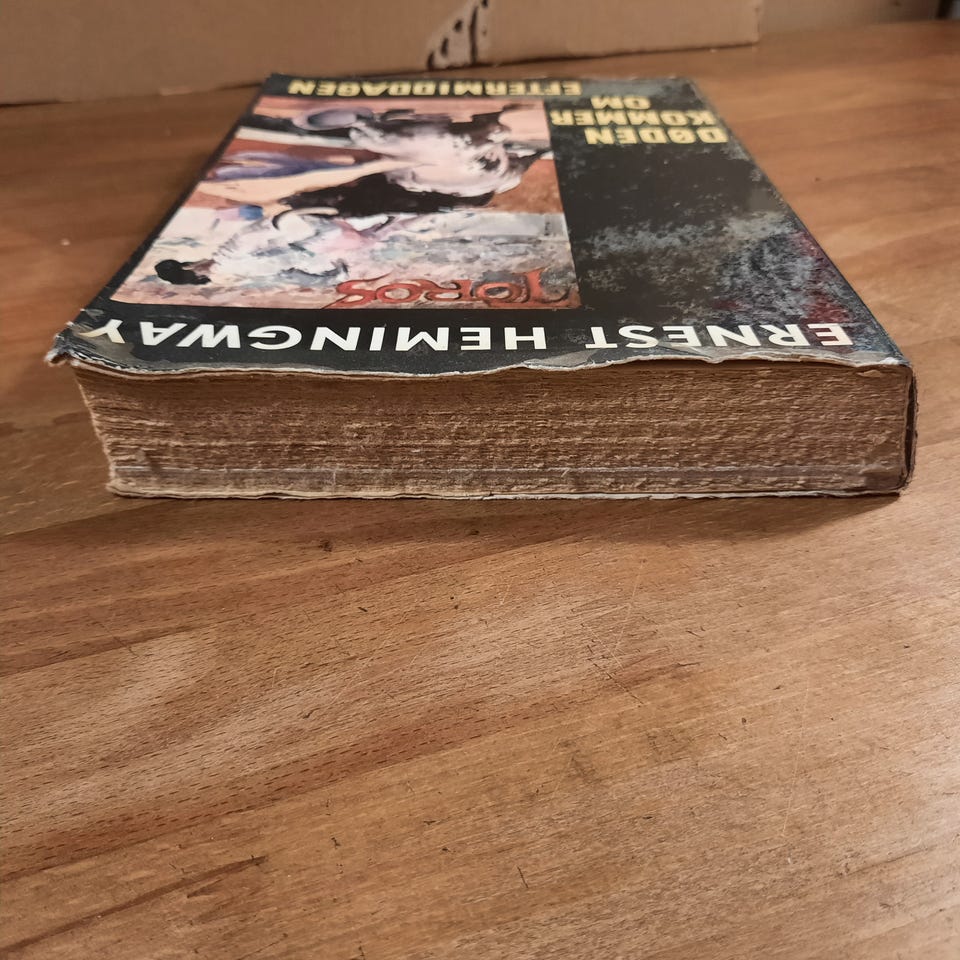 ERNEST HEMINGWAY
TOROS
DØDEN
KOMMER
OM
EFTERMIDDAGEN